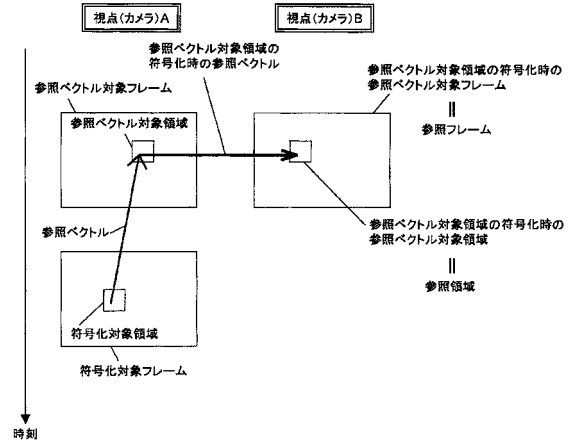 視点(カメラ)A
視点(カメラ)B
参照ベクトル対象領域の
符号化時の参照ベクトル
参照ベクトル対象フレーム
参照ベクトル対象領域の符号化時の
参照ベクトル対象フレーム
||
参照フレーム
参照ベクトル対象領域
参照ベクトル
参照ベクトル対象領域の符号化時の
参照ベクトル対象領域
||
参照領域
符号化対象領域
符号化対象フレーム
時刻